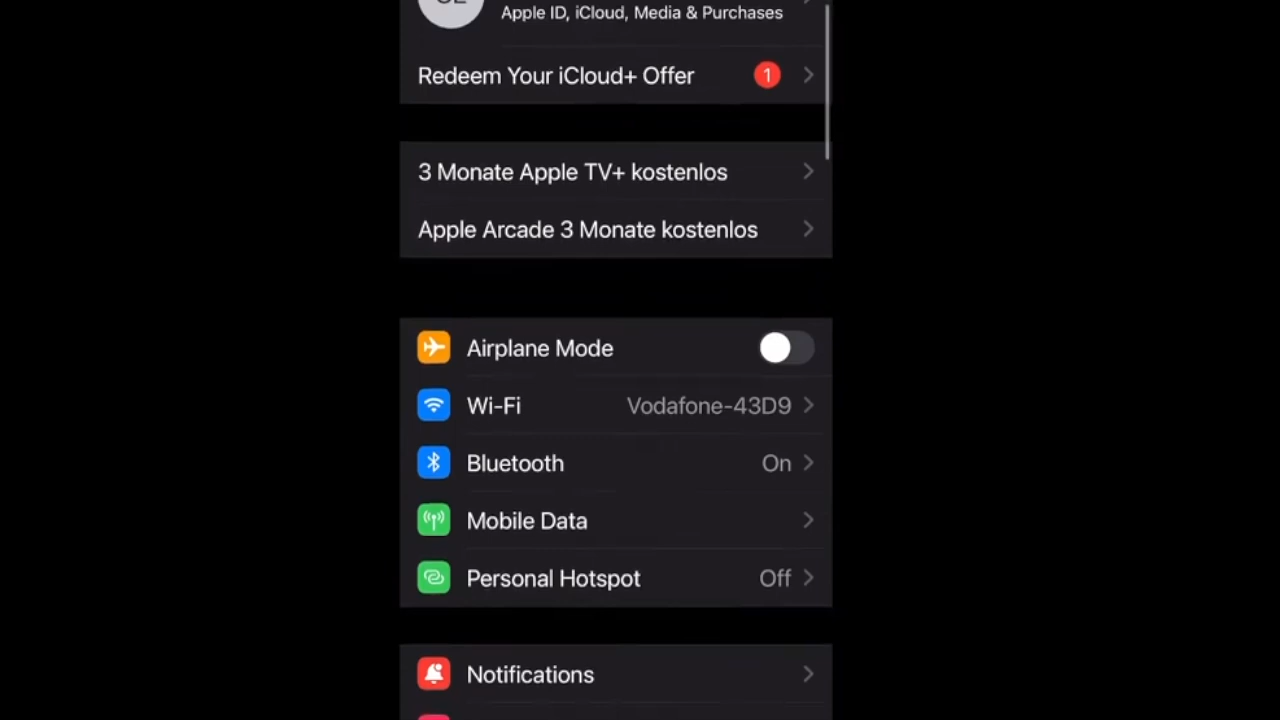 Apple ID, iCloud, Media & Purchases
Redeem Your iCloud+ Offer 1
3 Monate Apple TV+ kostenlos
Apple Arcade 3 Monate kostenlos
Airplane Mode
Wi-Fi Vodafone-43D9
Bluetooth On
Mobile Data
Personal Hotspot Off
Notifications